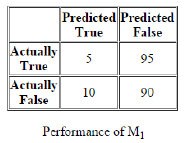 Predicted True Predicted False
Actually True 5 95
Actually False 10 90
Performance of M1